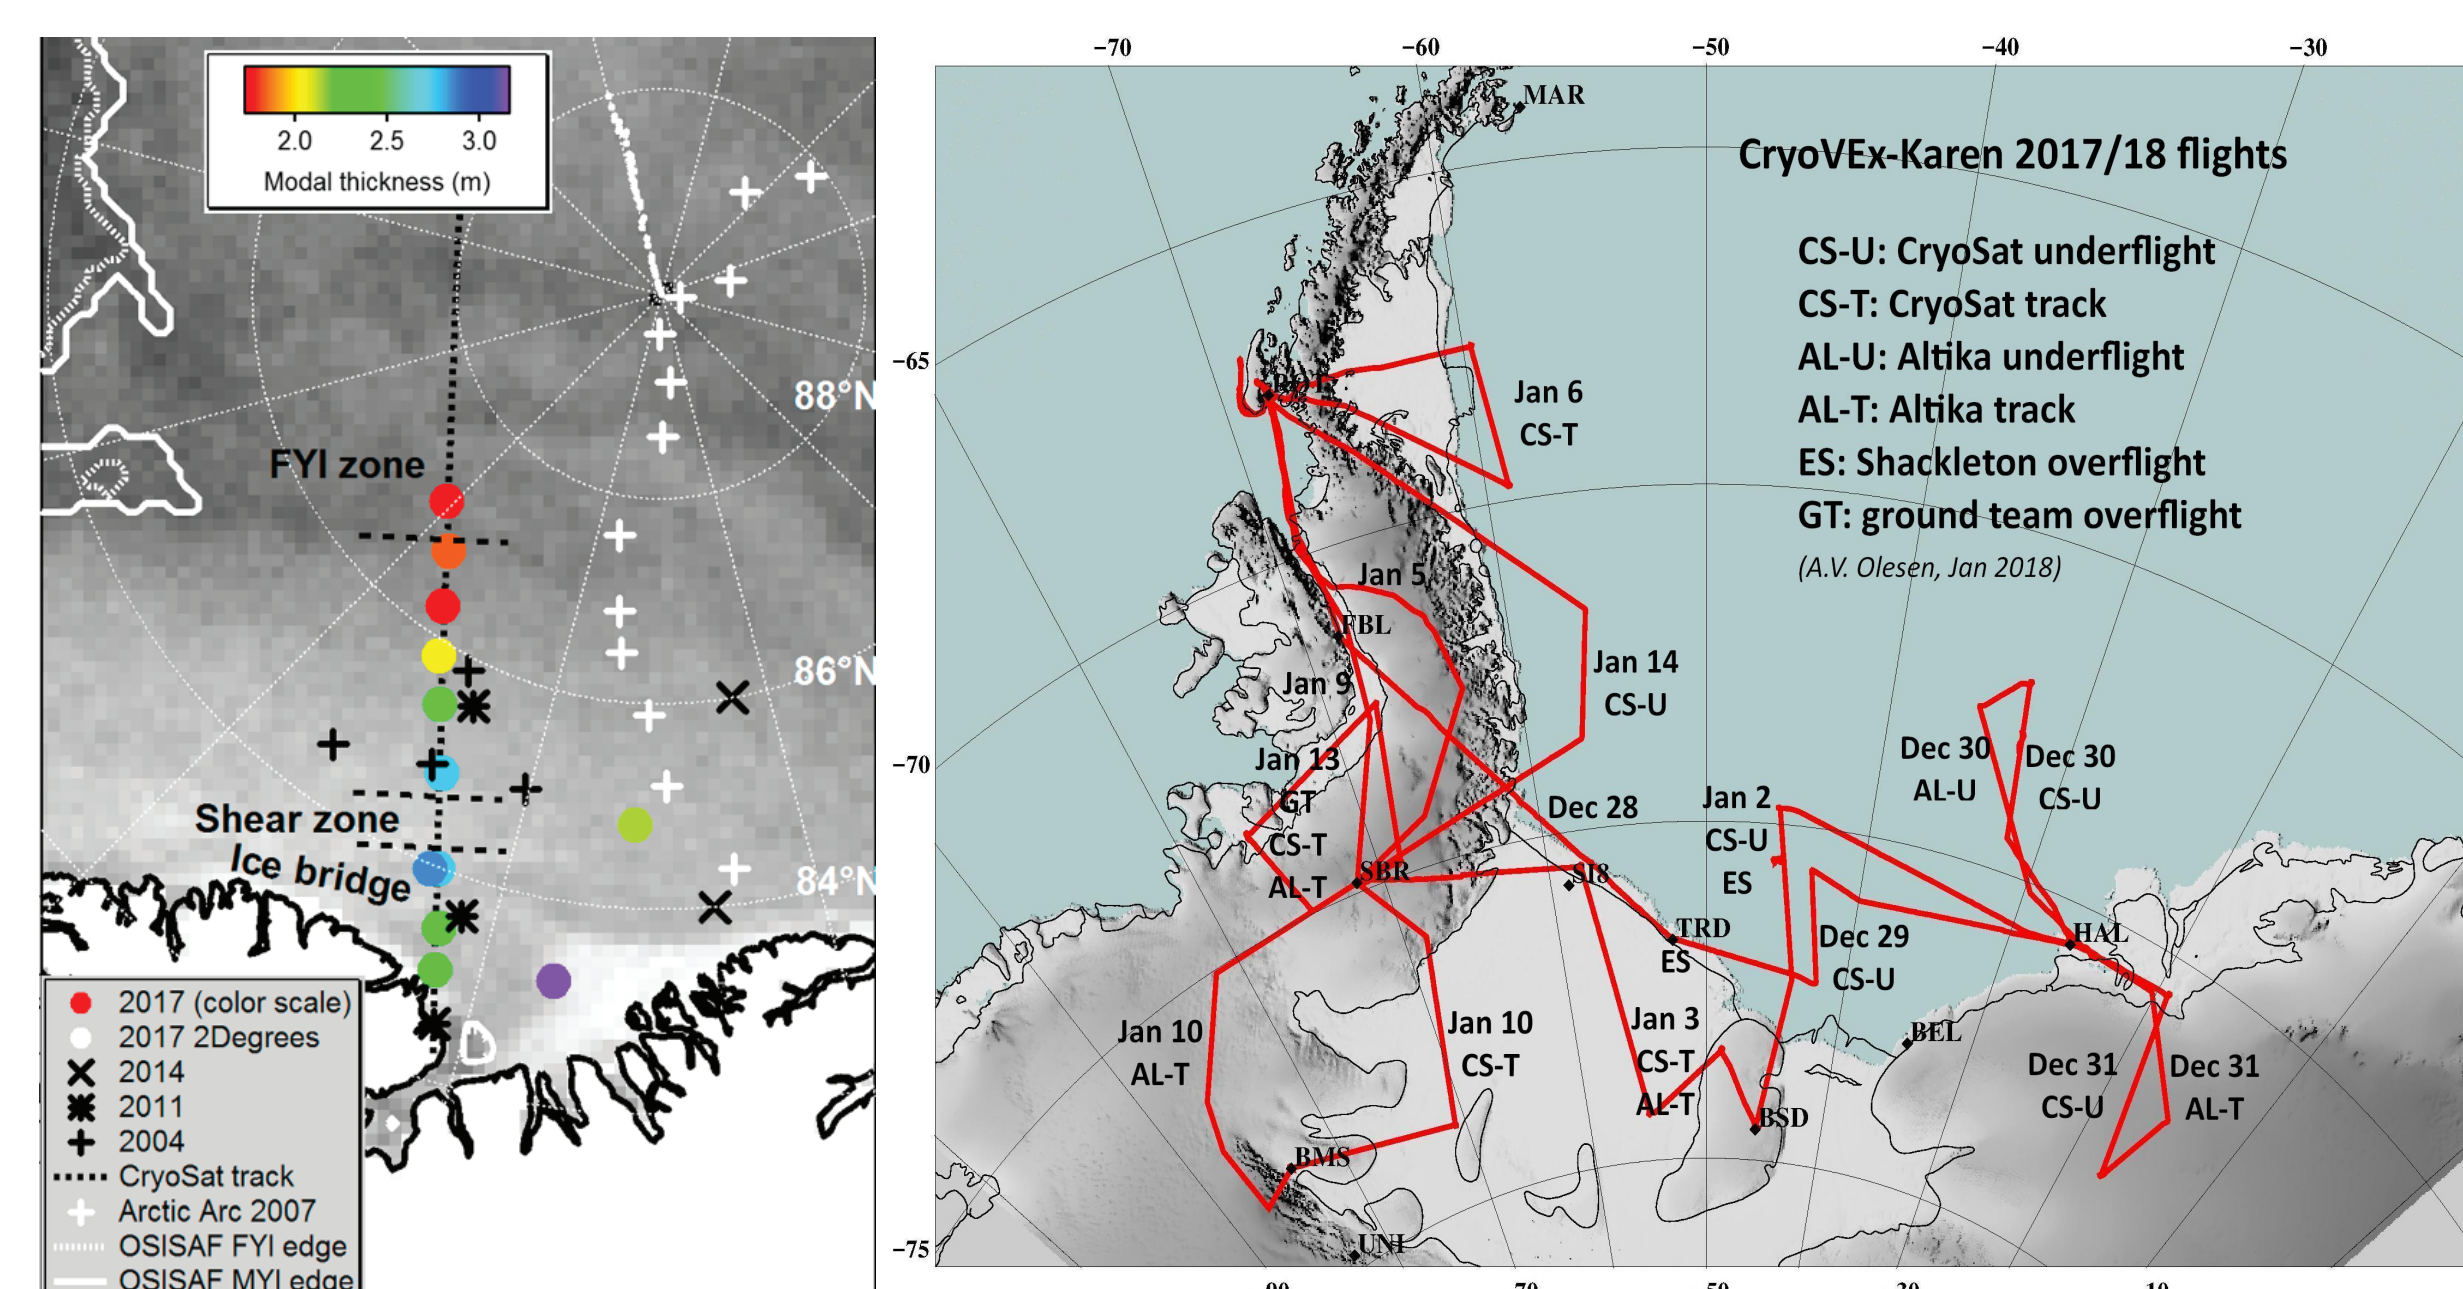 2.0 2.5 3.0
Modal thickness (m)
88°N
FYI zone
86°N
Shear zone
Ice bridge
84°N
2017 (color scale)
2017 2Degrees
2014
2011
2004
CryoSat track
Arctic Arc 2007
OSISAF FYI edge
OSISAF MYI edge
−70 −60 −50 −40 −30
−65
−70
−75
CryoVEx-Karen 2017/18 flights
CS-U: CryoSat underflight
CS-T: CryoSat track
AL-U: Altika underflight
AL-T: Altika track
ES: Shackleton overflight
GT: ground team overflight
(A.V. Olesen, Jan 2018)
MAR
ROT
Jan 6
CS-T
Jan 5
FBL
Jan 9
Jan 14
CS-U
Jan 13
GT
CS-T
AL-T
SBR
Dec 28
SI8
Jan 2
CS-U
ES
Dec 30
AL-U
Dec 30
CS-U
TRD
ES
Dec 29
CS-U
HAL
Jan 10
AL-T
Jan 10
CS-T
Jan 3
CS-T
AL-T
BSD
BEL
Dec 31
CS-U
Dec 31
AL-T
BMS
UNI